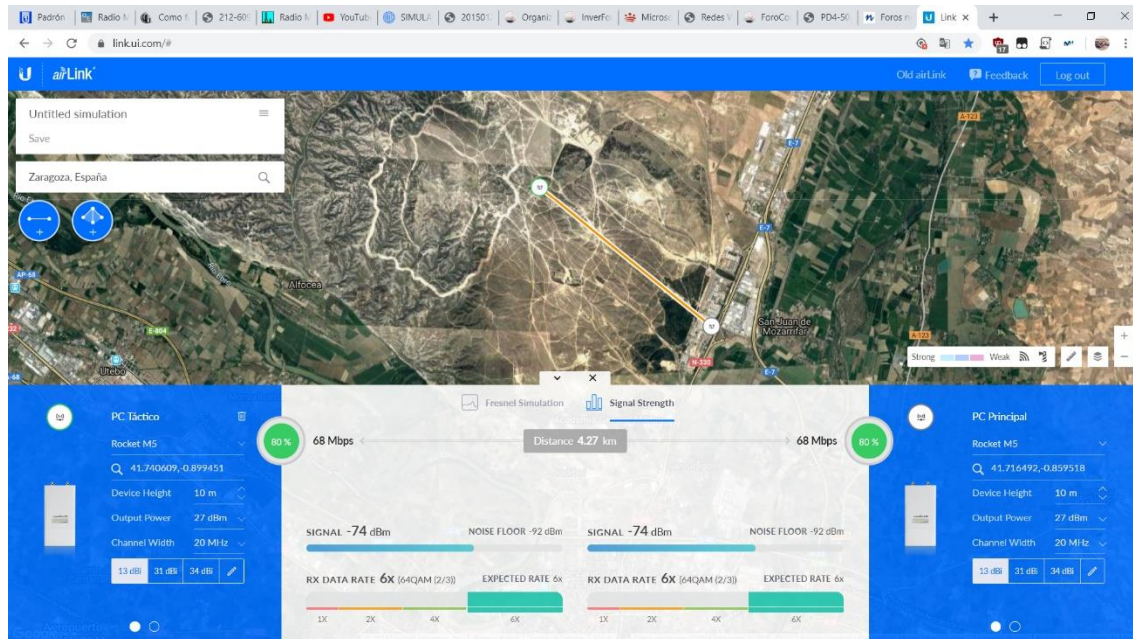 Padrón
Radio M
Como f
212-609
Radio M
YouTub
SIMULA
201501
Organiz
InverFo
Micros
Redes V
ForoCo
PD4-50
Foros r
Link
link.ui.com/#
17
airLink
Old airLink
Feedback
Log out
Untitled simulation
Save
Zaragoza, España
A-123
E-7
E-7
AP-68
Alfocea
E-804
Utebo
San Juan de
Mozarrifar
A-123
N-330
E-7
Strong
Weak
PC Táctico
Rocket M5
41.740609,-0.899451
Device Height 10 m
Output Power 27 dBm
Channel Width 20 MHz
13 dBi 31 dBi 34 dBi
Fresnel Simulation
Signal Strength
80 %
68 Mbps
Distance 4.27 km
68 Mbps
80 %
SIGNAL -74 dBm NOISE FLOOR -92 dBm
SIGNAL -74 dBm NOISE FLOOR -92 dBm
RX DATA RATE 6X (64QAM (2/3)) EXPECTED RATE 6x
RX DATA RATE 6X (64QAM (2/3)) EXPECTED RATE 6x
1X 2X 4X 6X
1X 2X 4X 6X
PC Principal
Rocket M5
41.716492,-0.859518
Device Height 10 m
Output Power 27 dBm
Channel Width 20 MHz
13 dBi 31 dBi 34 dBi